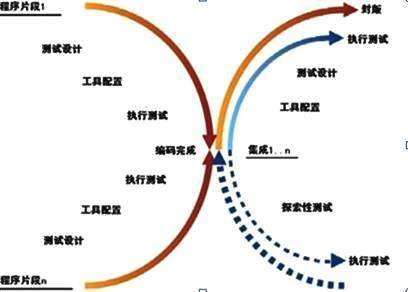 程序片段1
测试设计
工具配置
执行测试
编码完成
执行测试
工具配置
测试设计
程序片段n
封版
执行测试
测试设计
工具配置
集成1..n
探索性测试
执行测试